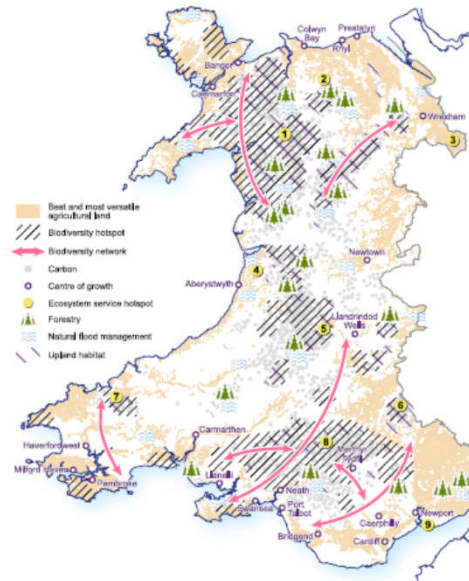 Prestatyn
Colwyn
Bay
Rhyl
Bangor
Caernarfon
2
Wrexham
1
3
Best and most versatile
agricultural land
Biodiversity hotspot
Biodiversity network
Carbon
Centre of growth
Ecosystem service hotspot
Forestry
Natural flood management
Upland habitat
Newtown
4
Aberystwyth
5
Llandrindod
Wells
7
6
Carmarthen
8
Haverfordwest
Merthyr
Milford Haven
Llanelli
Pembroke
Neath
Swansea
Port
Talbot
Newport
Caerphilly
9
Bridgend
Cardiff